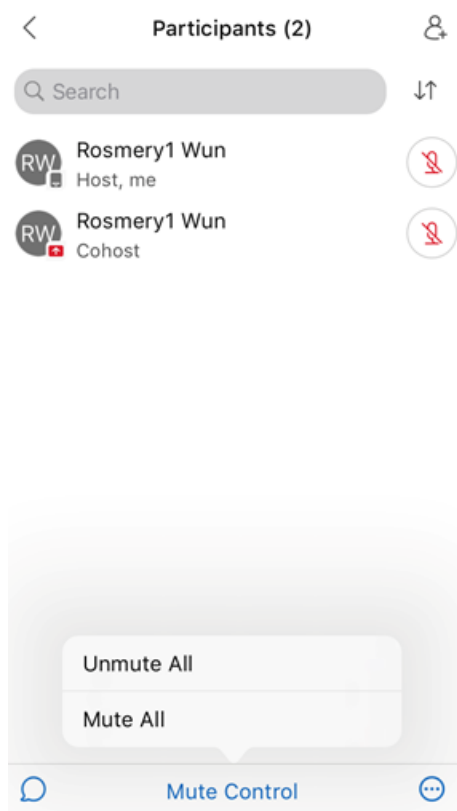 Participants (2)
Search
RW
Rosmery1 Wun
Host, me
RW
Rosmery1 Wun
Cohost
Unmute All
Mute All
Mute Control